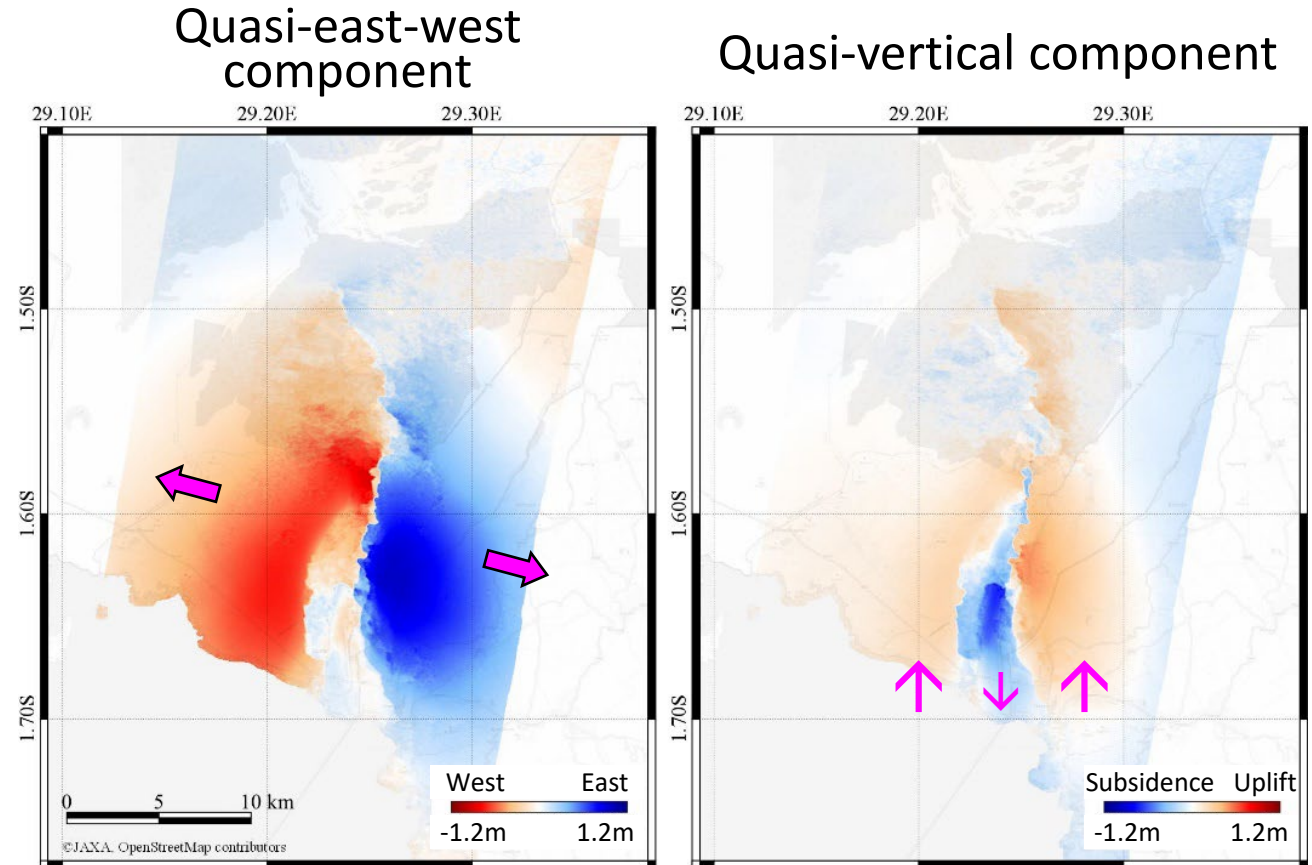 Quasi-east-west
component
Quasi-vertical component
29.10E 29.20E 29.30E
29.10E 29.20E 29.30E
1.50S
1.60S
1.70S
1.50S
1.60S
1.70S
0 5 10 km
©JAXA, OpenStreetMap contributors
West East
-1.2m 1.2m
Subsidence Uplift
-1.2m 1.2m